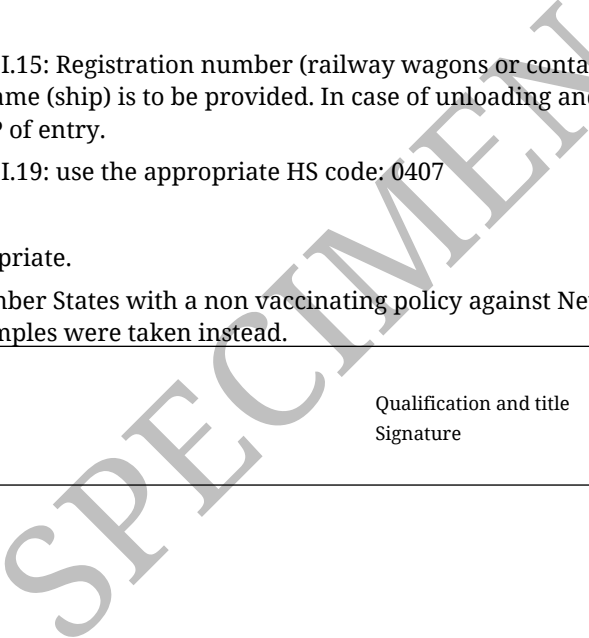 I.15: Registration number (railway wagons or conta
ame (ship) is to be provided. In case of unloading an
of entry.
I.19: use the appropriate HS code: 0407
priate.
ber States with a non vaccinating policy against Ne
mples were taken instead.
Qualification and title
Signature
SPECIMEN